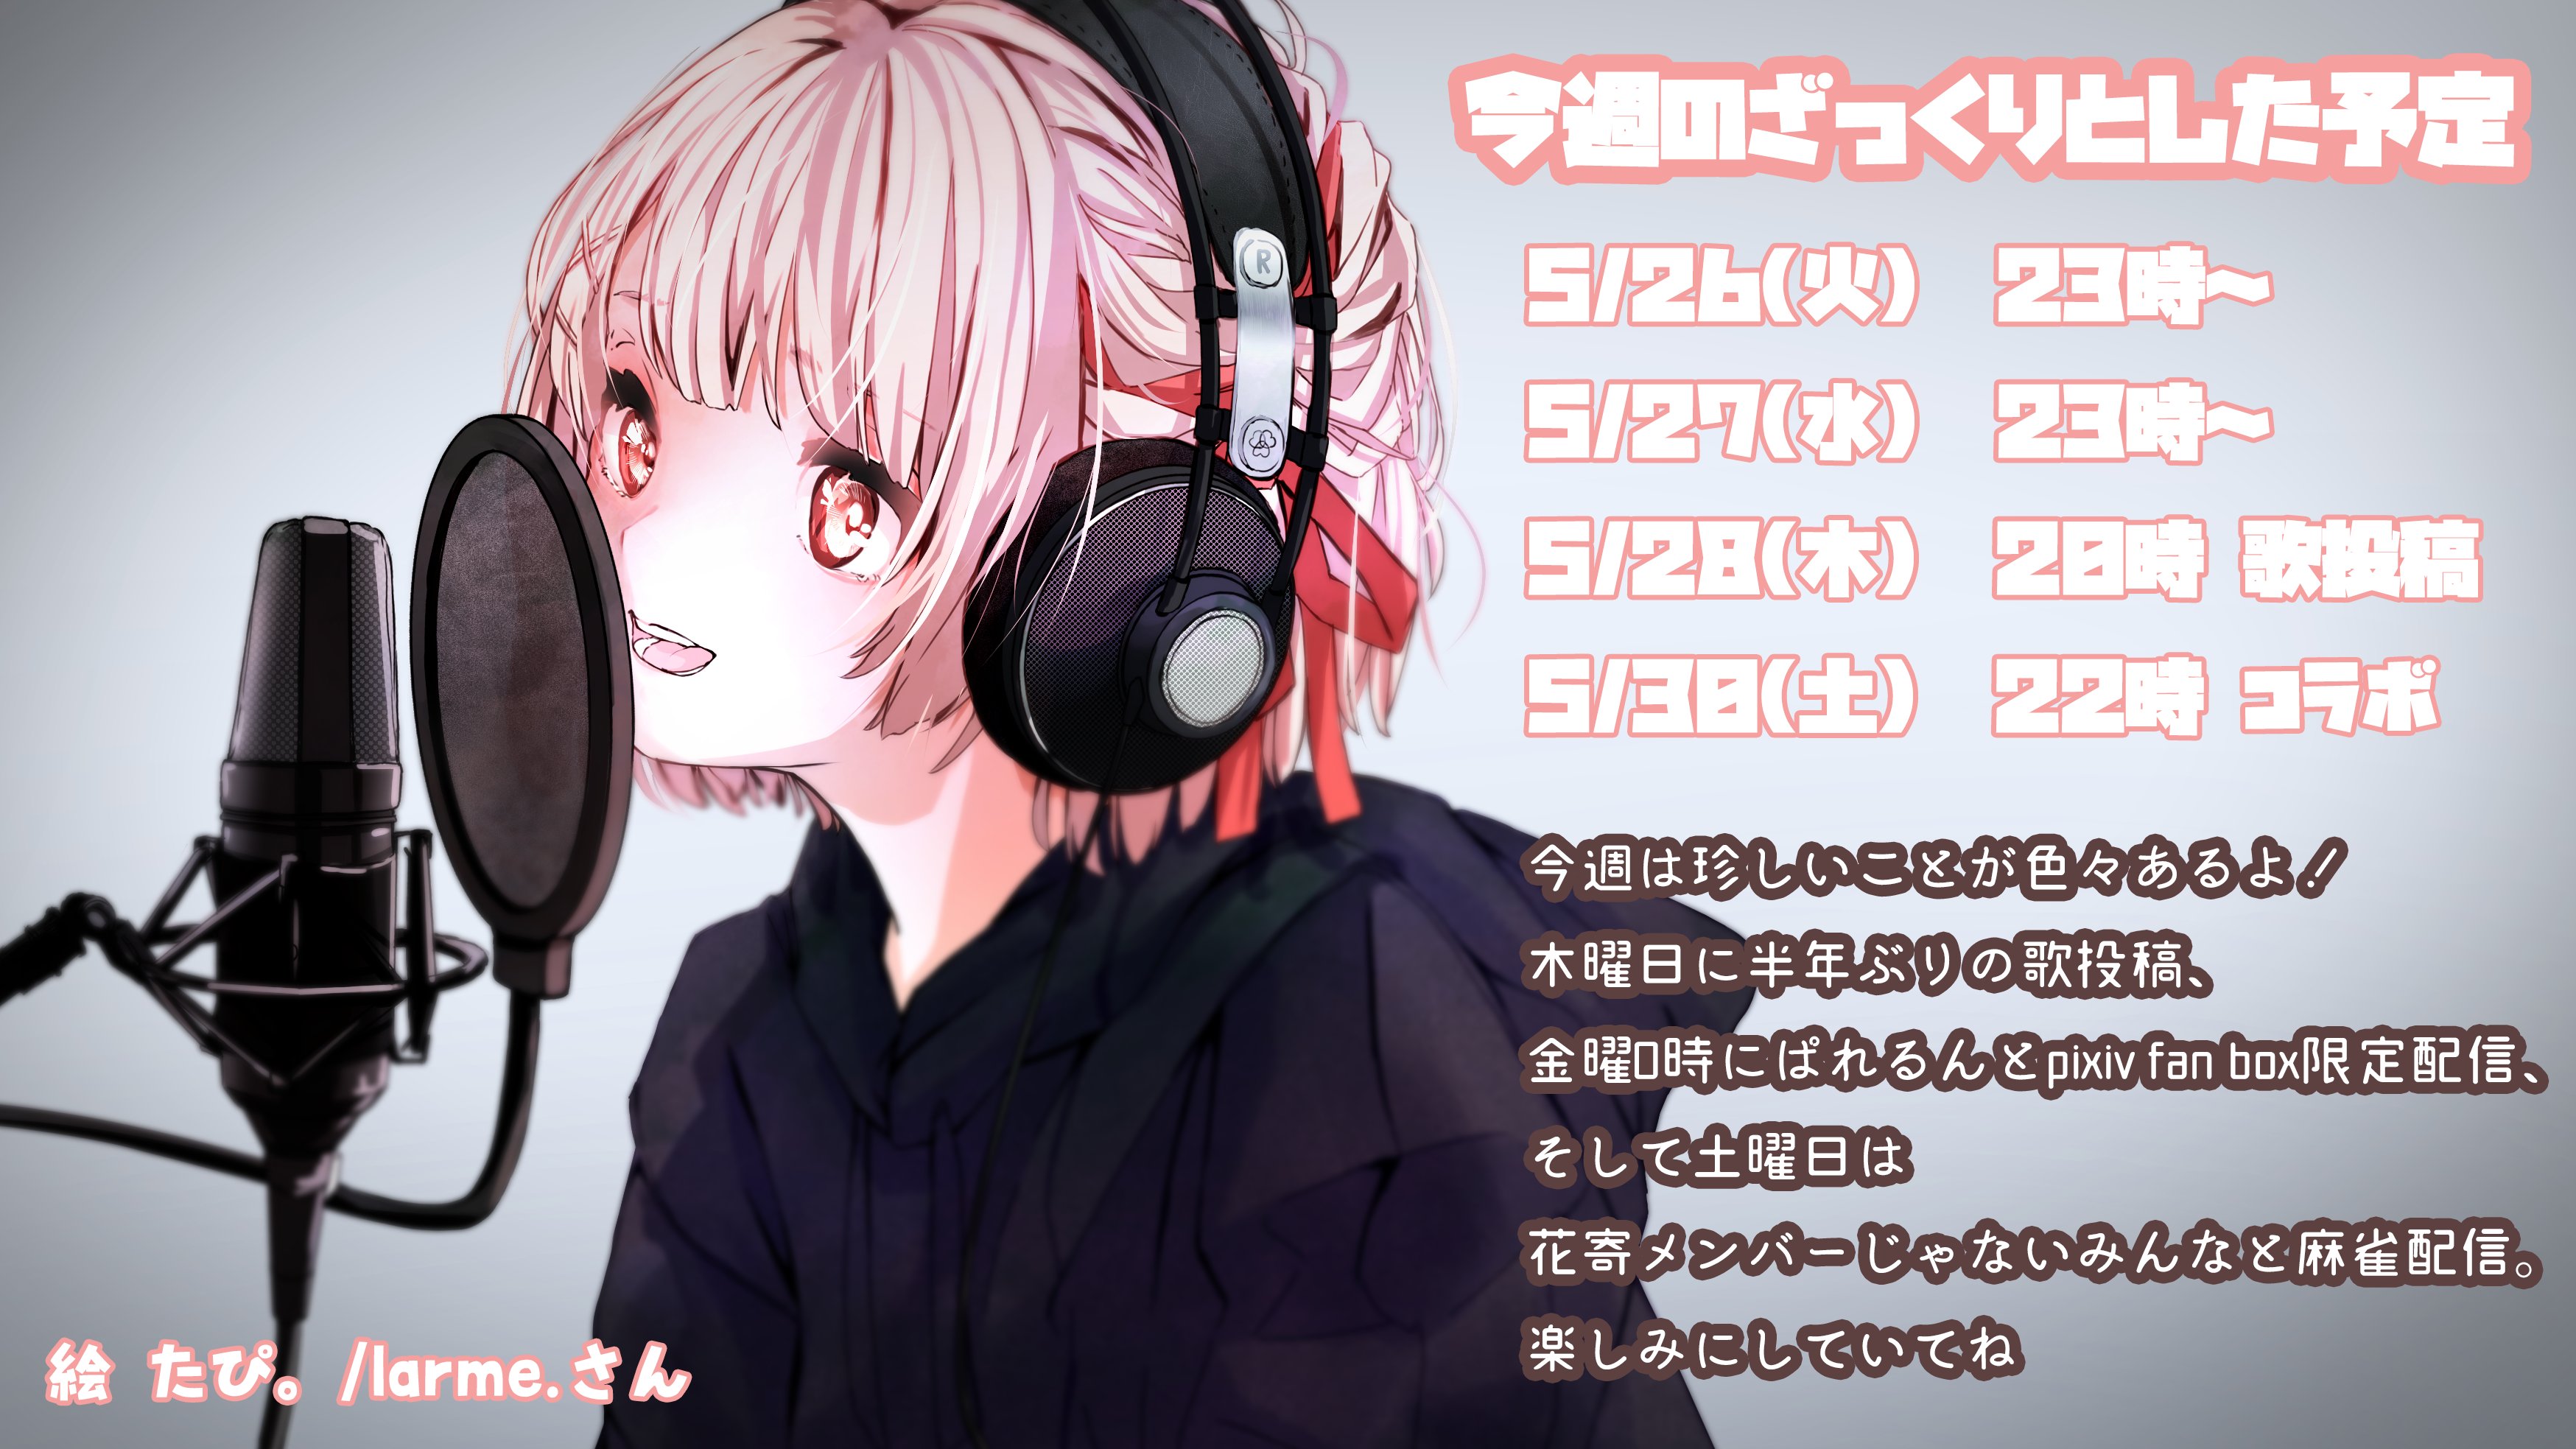 今週のざっくりとした予定
5/26(火) 23時～
5/27(水) 23時～
5/28(木) 20時 歌投稿
5/30(土) 22時 コラボ
今週は珍しいことが色々あるよ！
木曜日に半年ぶりの歌投稿、
金曜0時にぱれるんとpixiv fan box限定配信、
そして土曜日は
花寄メンバーじゃないみんなと麻雀配信。
楽しみにしていてね
絵 たぴ。/larme.さん
R